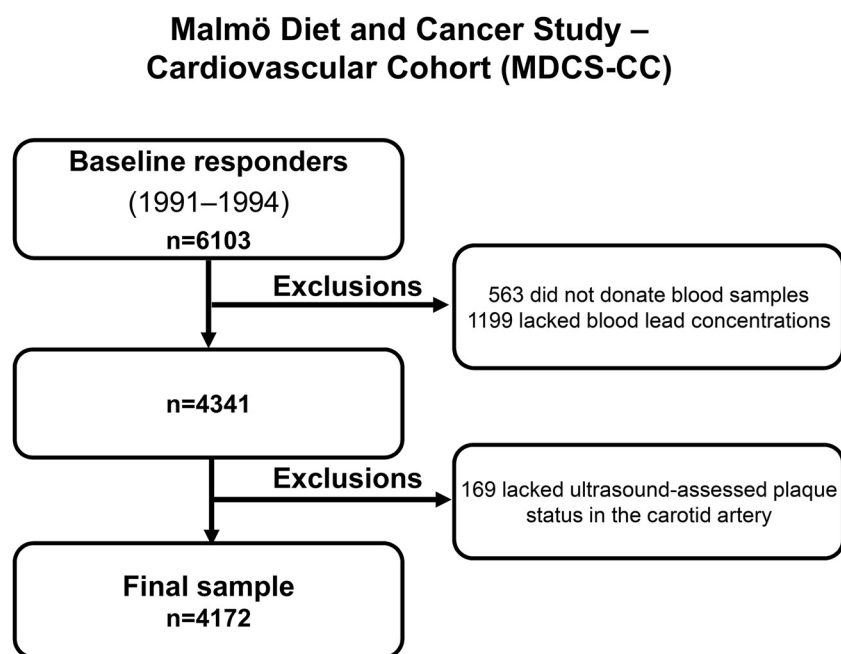 Malmö Diet and Cancer Study –
Cardiovascular Cohort (MDCS-CC)
Baseline responders
(1991–1994)
n=6103
Exclusions
563 did not donate blood samples
1199 lacked blood lead concentrations
n=4341
Exclusions
169 lacked ultrasound-assessed plaque
status in the carotid artery
Final sample
n=4172